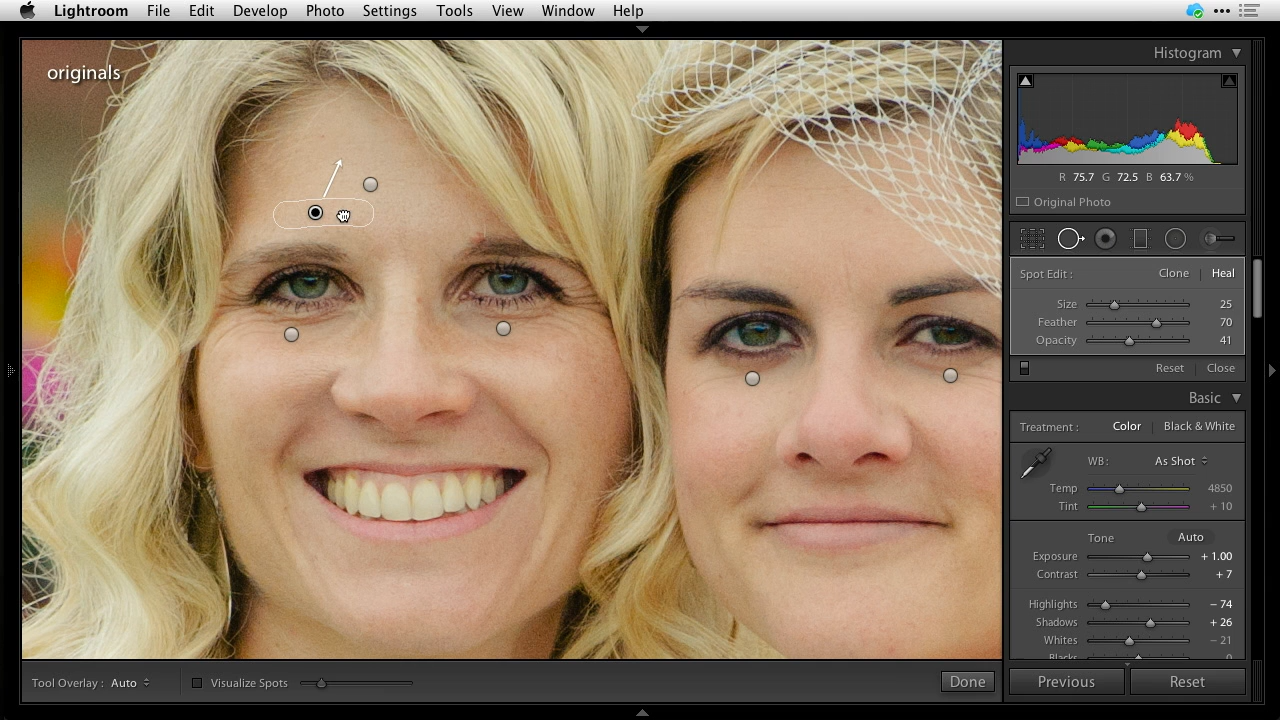 Lightroom File Edit Develop Photo Settings Tools View Window Help
originals
Histogram
R 75.7 G 72.5 B 63.7 %
Original Photo
Spot Edit : Clone | Heal
Size 25
Feather 70
Opacity 41
Reset Close
Basic
Treatment : Color | Black & White
WB : As Shot
Temp 4850
Tint + 10
Tone Auto
Exposure + 1.00
Contrast + 7
Highlights − 74
Shadows + 26
Whites − 21
Blacks 0
Tool Overlay : Auto Visualize Spots Done
Previous Reset